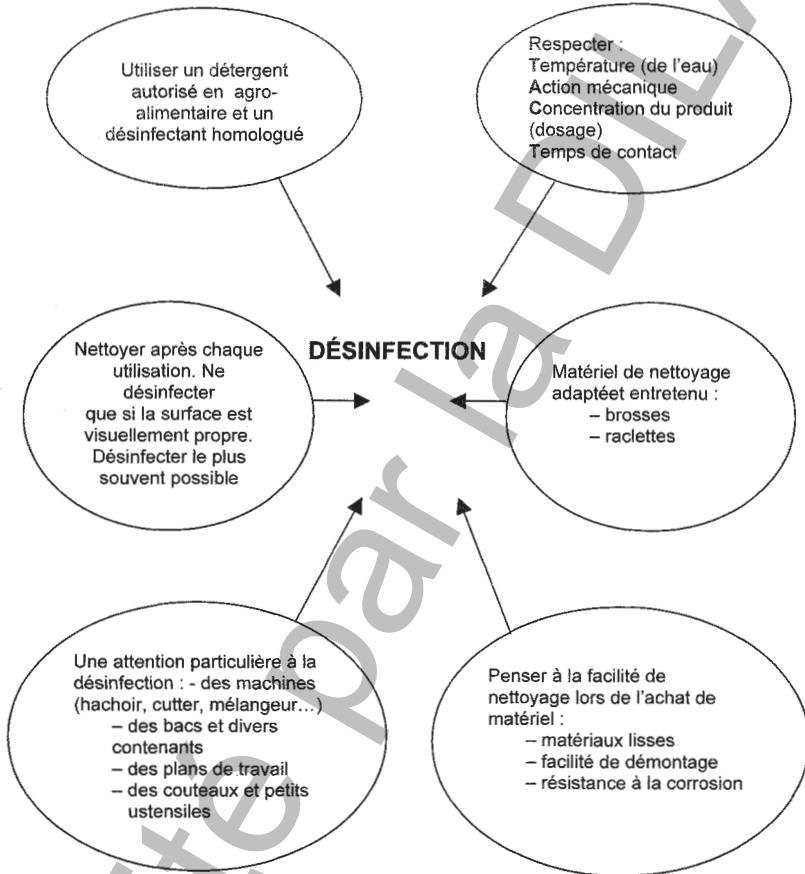 Utiliser un détergent
autorisé en agro-
alimentaire et un
désinfectant homologué
Respecter :
Température (de l'eau)
Action mécanique
Concentration du produit
(dosage)
Temps de contact
DÉSINFECTION
Nettoyer après chaque
utilisation. Ne
désinfecter
que si la surface est
visuellement propre.
Désinfecter le plus
souvent possible
Matériel de nettoyage
adaptéet entretenu :
– brosses
– raclettes
Une attention particulière à la
désinfection : - des machines
(hachoir, cutter, mélangeur...)
– des bacs et divers
contenants
– des plans de travail
– des couteaux et petits
ustensiles
Penser à la facilité de
nettoyage lors de l'achat de
matériel :
– matériaux lisses
– facilité de démontage
– résistance à la corrosion
par la DILA